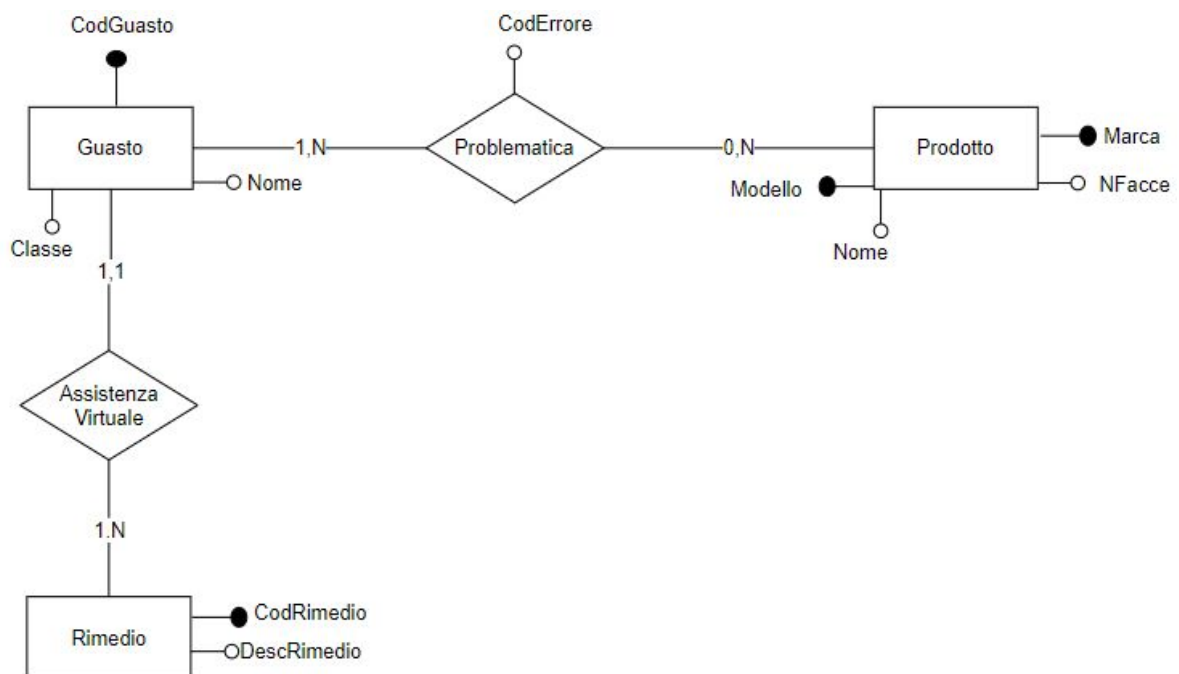 CodGuasto
CodErrore
Guasto
1,N
Problematica
0,N
Prodotto
Marca
Nome
Modello
NFacce
Classe
Nome
1,1
Assistenza
Virtuale
1.N
Rimedio
CodRimedio
DescRimedio